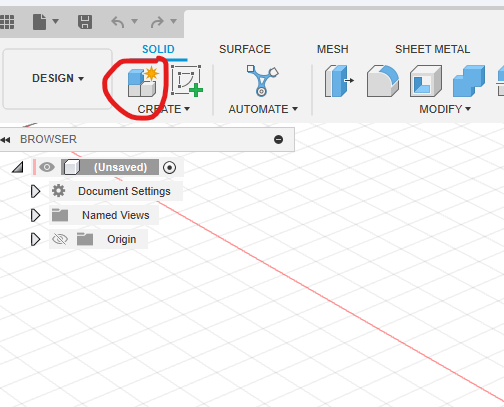 SOLID SURFACE MESH SHEET METAL
DESIGN
CREATE AUTOMATE MODIFY
BROWSER
(Unsaved)
Document Settings
Named Views
Origin